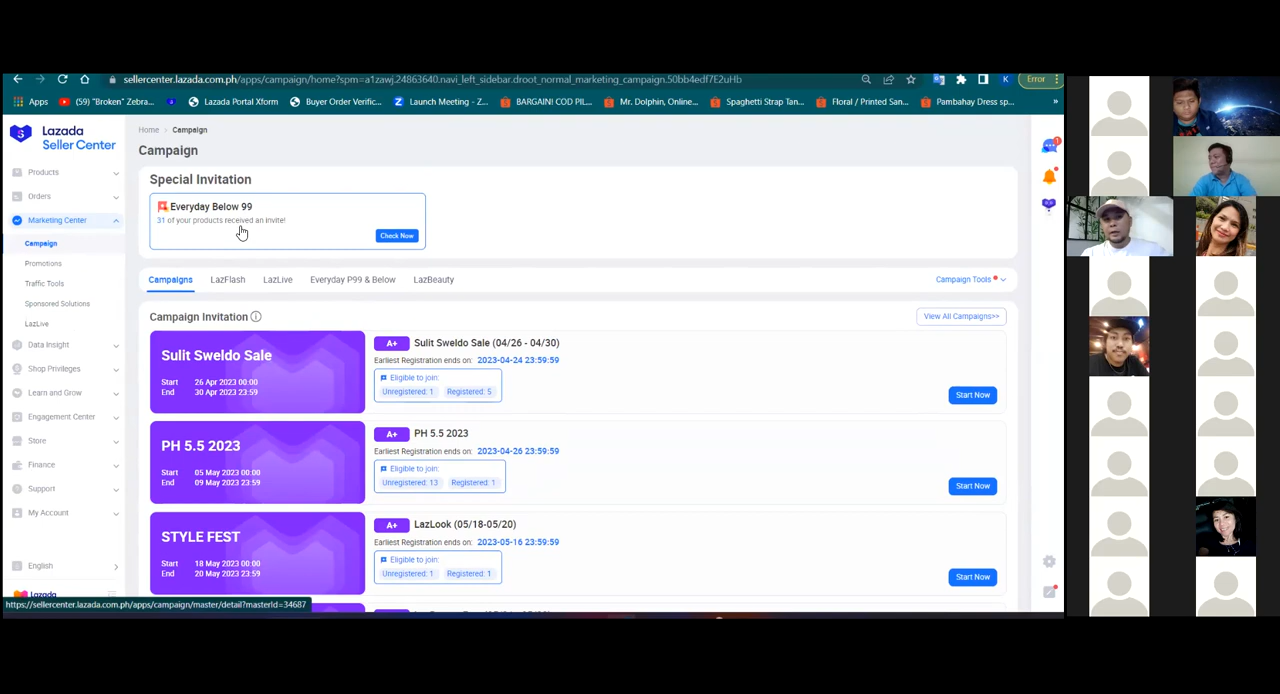 sellercenter.lazada.com.ph/apps/campaign/home?spm=a1zawj.24863640.navi_left_sidebar.droot_normal_marketing_campaign.50bb4edf7E2uHb
K
Error
Apps
(59) "Broken" Zebra...
Lazada Portal Xform
Buyer Order Verific...
Launch Meeting - Z...
BARGAIN! COD PIL...
Mr. Dolphin, Online...
Spaghetti Strap Tan...
Floral / Printed San...
Pambahay Dress sp...
»
Lazada
Seller Center
Products
Orders
Marketing Center
Campaign
Promotions
Traffic Tools
Sponsored Solutions
LazLive
Data Insight
Shop Privileges
Learn and Grow
Engagement Center
Store
Finance
Support
My Account
English
Lazada
Home > Campaign
Campaign
Special Invitation
Everyday Below 99
31 of your products received an invite!
Check Now
Campaigns
LazFlash
LazLive
Everyday P99 & Below
LazBeauty
Campaign Tools
Campaign Invitation
View All Campaigns>>
Sulit Sweldo Sale
Start 26 Apr 2023 00:00
End 30 Apr 2023 23:59
A+ Sulit Sweldo Sale (04/26 - 04/30)
Earliest Registration ends on: 2023-04-24 23:59:59
Eligible to join:
Unregistered: 1 Registered: 5
Start Now
PH 5.5 2023
Start 05 May 2023 00:00
End 09 May 2023 23:59
A+ PH 5.5 2023
Earliest Registration ends on: 2023-04-26 23:59:59
Eligible to join:
Unregistered: 13 Registered: 1
Start Now
STYLE FEST
Start 18 May 2023 00:00
End 20 May 2023 23:59
A+ LazLook (05/18-05/20)
Earliest Registration ends on: 2023-05-16 23:59:59
Eligible to join:
Unregistered: 1 Registered: 1
Start Now
https://sellercenter.lazada.com.ph/apps/campaign/master/detail?masterId=34687